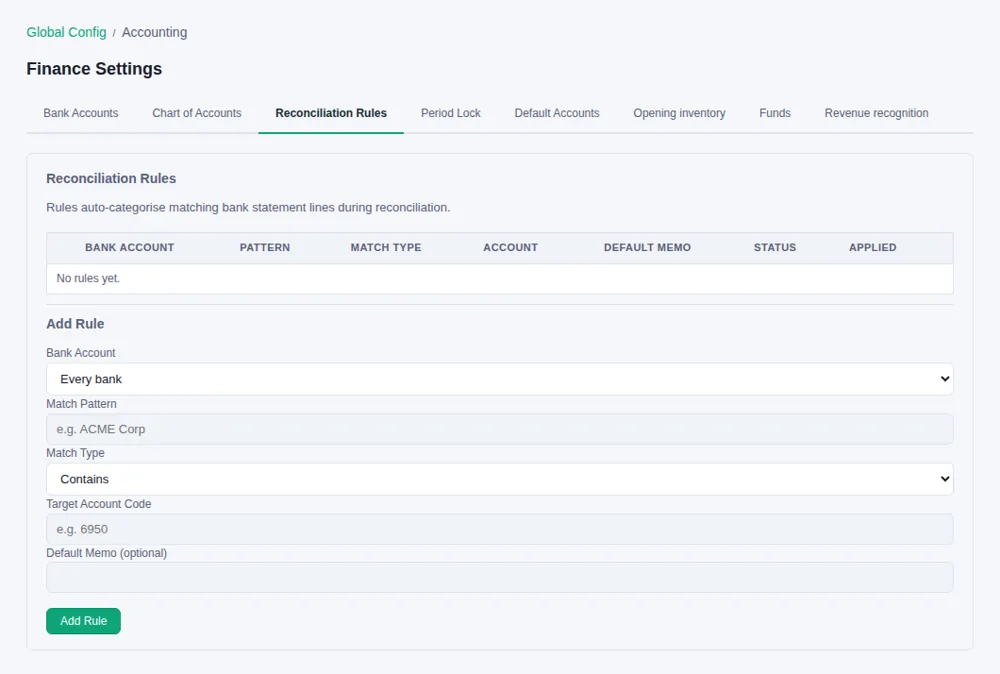 Global Config / Accounting
Finance Settings
Bank Accounts Chart of Accounts Reconciliation Rules Period Lock Default Accounts Opening inventory Funds Revenue recognition
Reconciliation Rules
Rules auto-categorise matching bank statement lines during reconciliation.
BANK ACCOUNT PATTERN MATCH TYPE ACCOUNT DEFAULT MEMO STATUS APPLIED
No rules yet.
Add Rule
Bank Account
Every bank
Match Pattern
e.g. ACME Corp
Match Type
Contains
Target Account Code
e.g. 6950
Default Memo (optional)
Add Rule